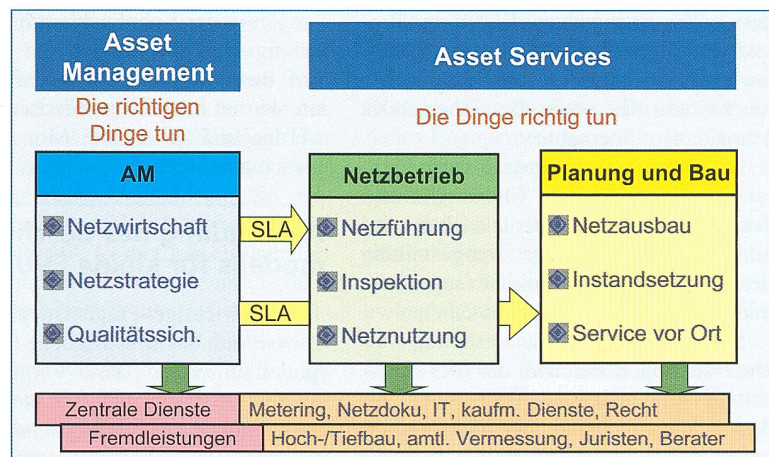 Asset
Management
Asset Services
Die richtigen
Dinge tun
Die Dinge richtig tun
AM
Netzwirtschaft
Netzstrategie
Qualitätssich.
SLA
SLA
Netzbetrieb
Netzführung
Inspektion
Netznutzung
Planung und Bau
Netzausbau
Instandsetzung
Service vor Ort
Zentrale Dienste
Metering, Netzdoku, IT, kaufm. Dienste, Recht
Fremdleistungen
Hoch-/Tiefbau, amtl. Vermessung, Juristen, Berater